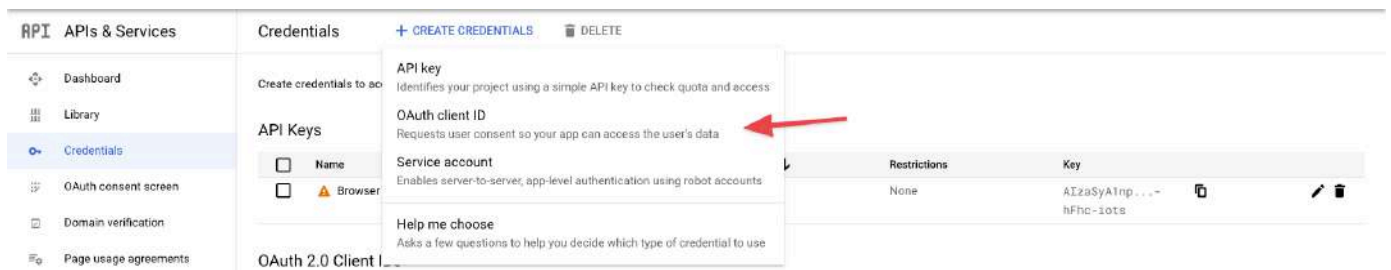 API APIs & Services
Credentials
+ CREATE CREDENTIALS
DELETE
Dashboard
Library
Credentials
OAuth consent screen
Domain verification
Page usage agreements
Create credentials to ac
API key
Identifies your project using a simple API key to check quota and access
OAuth client ID
Requests user consent so your app can access the user's data
Service account
Enables server-to-server, app-level authentication using robot accounts
Help me choose
Asks a few questions to help you decide which type of credential to use
API Keys
Name
Restrictions
Key
Browser
None
AIzaSyA1np...-
hFhc-iots
OAuth 2.0 Client